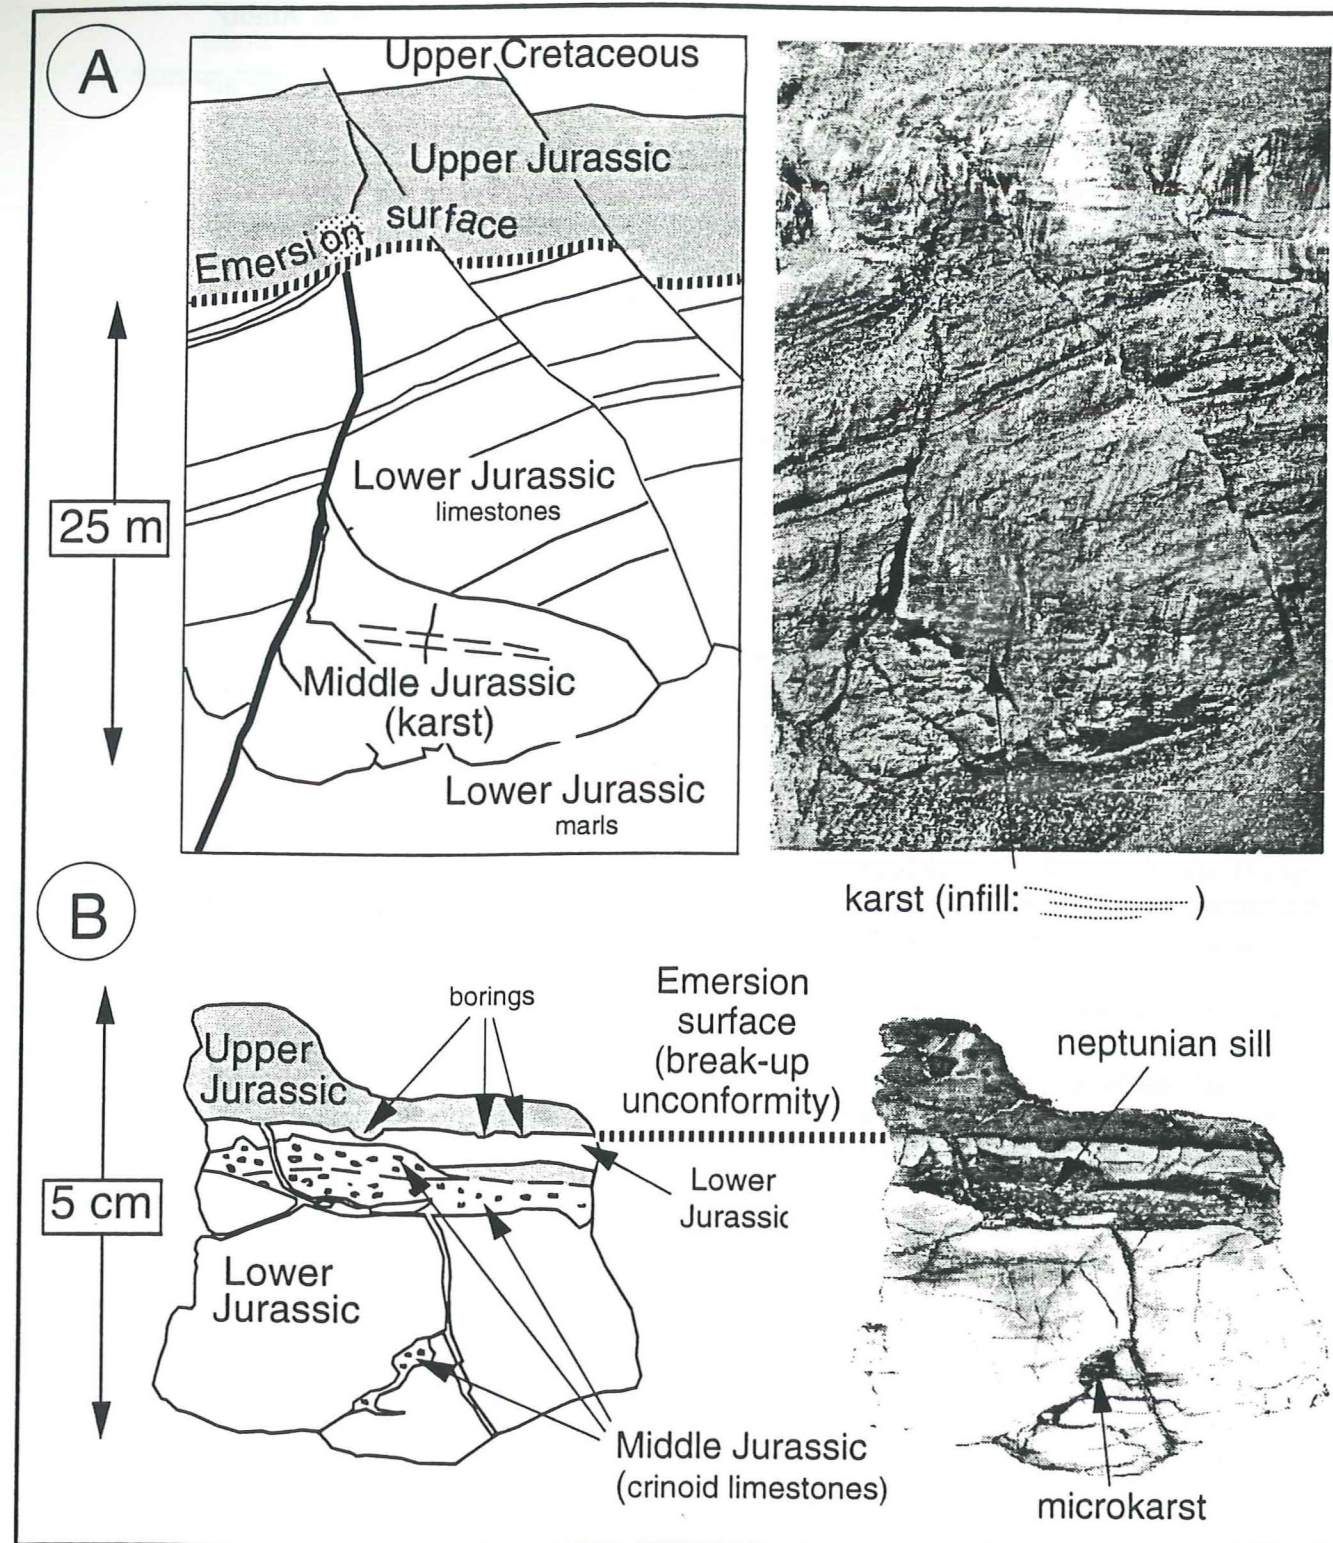 A
Upper Cretaceous
Upper Jurassic
Emersion surface
25 m
Lower Jurassic
limestones
Middle Jurassic
(karst)
Lower Jurassic
marls
karst (infill: )
B
borings
Emersion
surface
(break-up
unconformity)
neptunian sill
Upper
Jurassic
5 cm
Lower
Jurassic
Lower
Jurassic
Middle Jurassic
(crinoid limestones)
microkarst